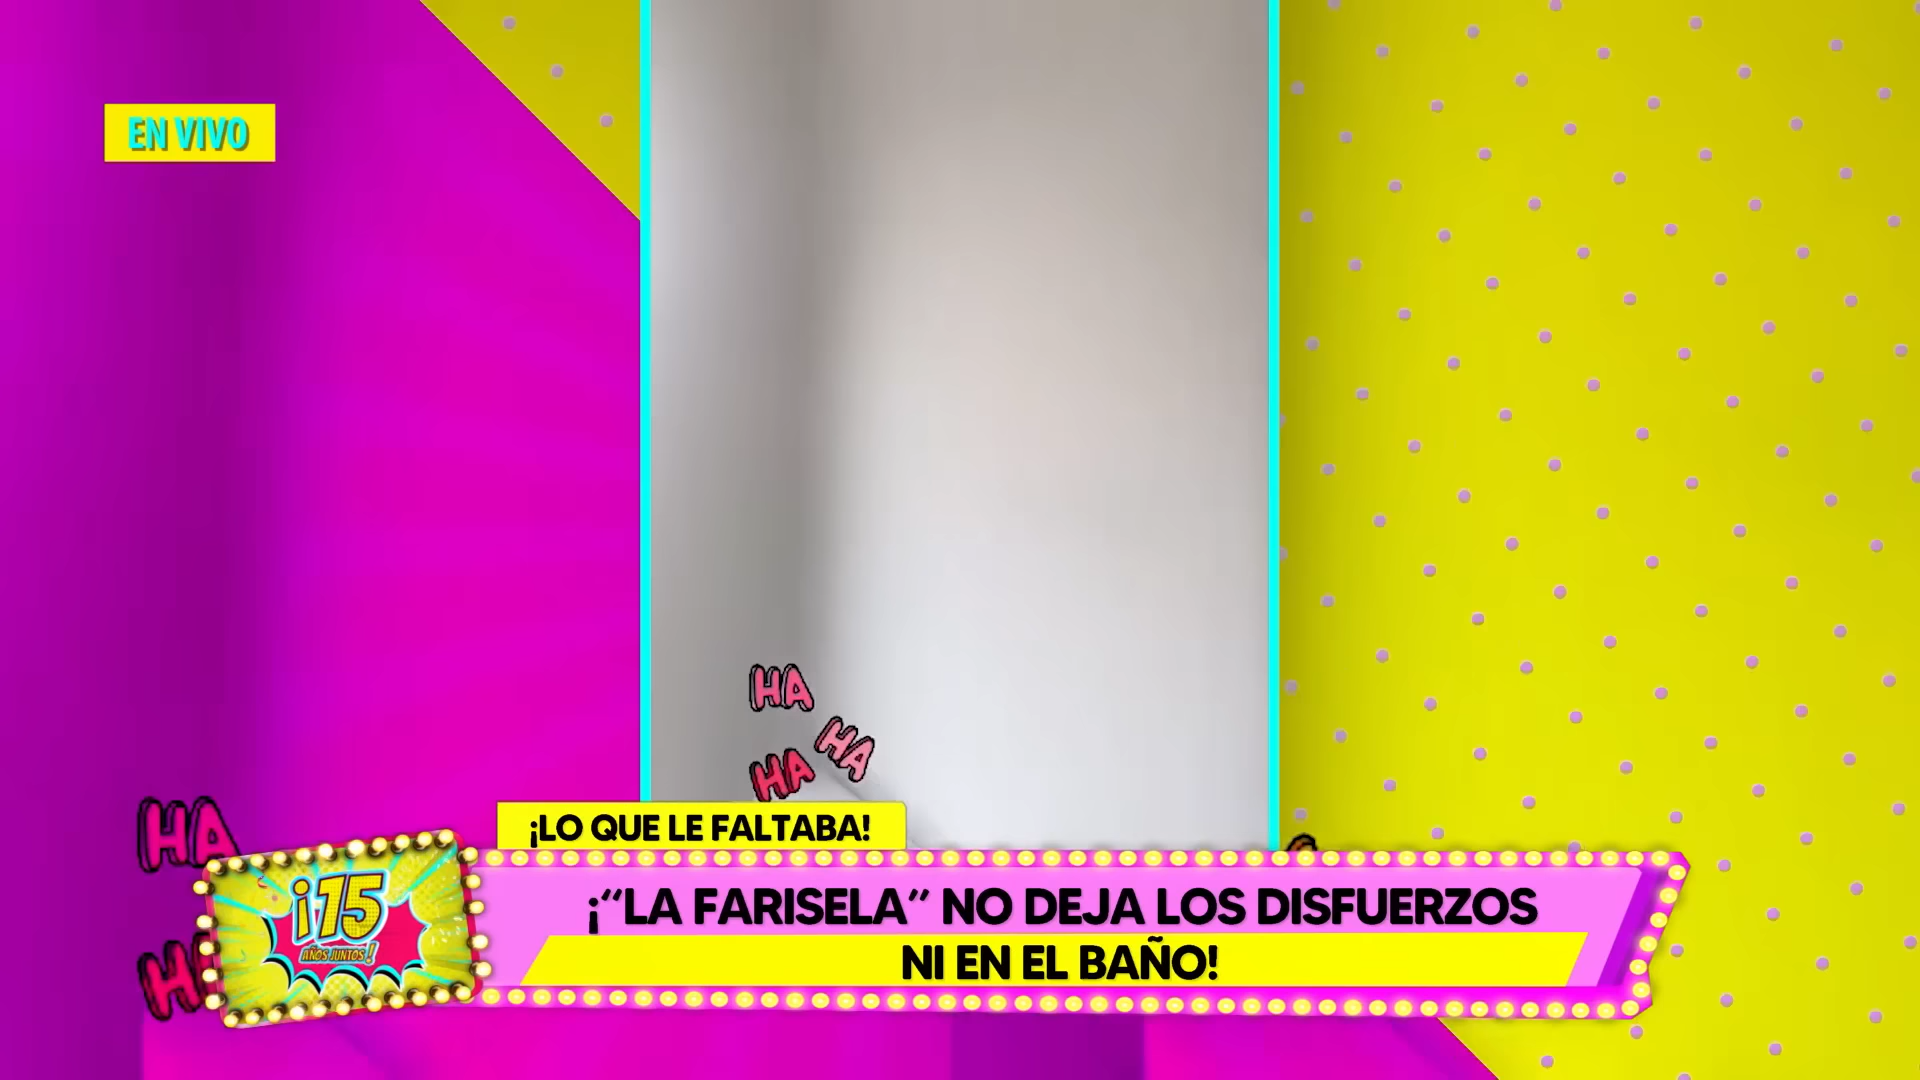 EN VIVO
HA
HA
HA
HA
¡LO QUE LE FALTABA!
¡15
AÑOS JUNTOS!
¡“LA FARISELA” NO DEJA LOS DISFUERZOS
NI EN EL BAÑO!